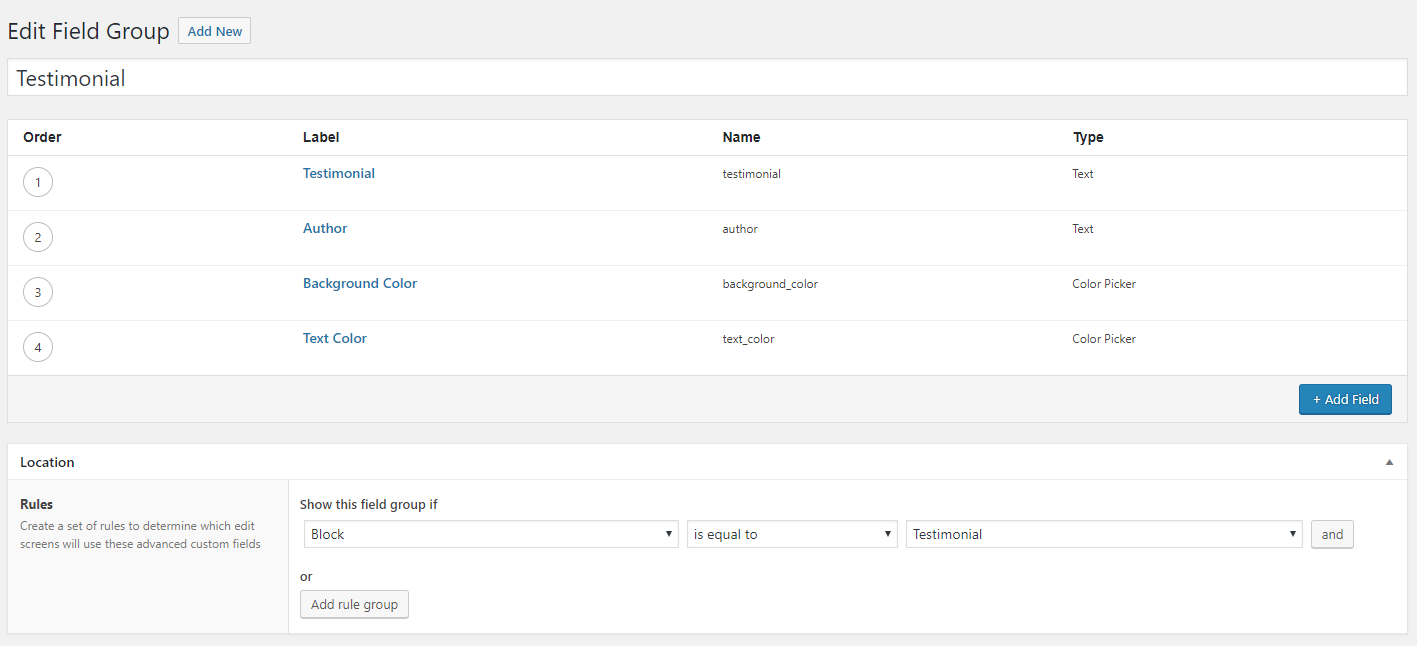 Edit Field Group Add New
Testimonial
Order Label Name Type
1 Testimonial testimonial Text
2 Author author Text
3 Background Color background_color Color Picker
4 Text Color text_color Color Picker
+ Add Field
Location
Rules
Create a set of rules to determine which edit
screens will use these advanced custom fields
Show this field group if
Block is equal to Testimonial and
or
Add rule group